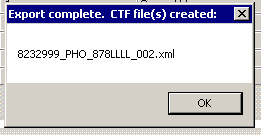 Export complete. CTF file(s) created:
8232999_PHO_878LLLL_002.xml
OK